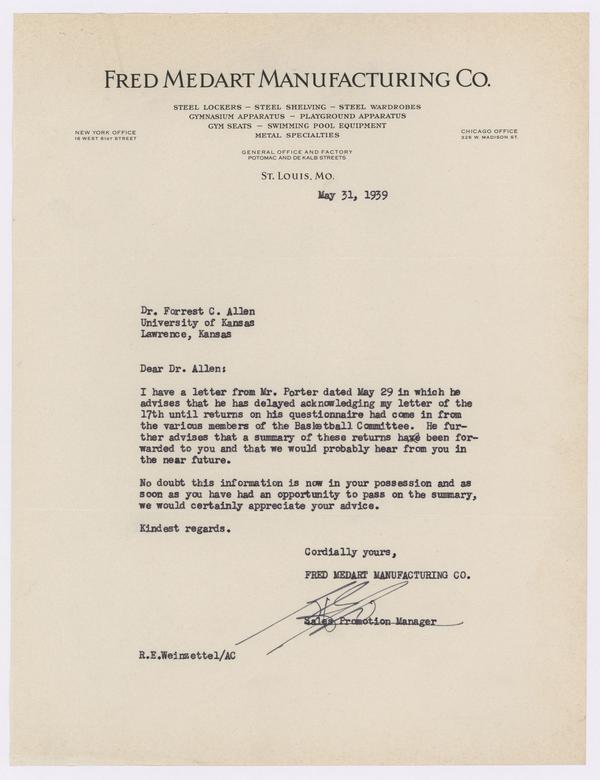 FRED MEDART MANUFACTURING CO.
STEEL LOCKERS – STEEL SHELVING – STEEL WARDROBES
GYMNASIUM APPARATUS – PLAYGROUND APPARATUS
GYM SEATS – SWIMMING POOL EQUIPMENT
METAL SPECIALTIES
NEW YORK OFFICE
16 WEST 61ST STREET
CHICAGO OFFICE
326 W. MADISON ST.
GENERAL OFFICE AND FACTORY
POTOMAC AND DE KALB STREETS
ST. LOUIS, MO.
May 31, 1939
Dr. Forrest C. Allen
University of Kansas
Lawrence, Kansas
Dear Dr. Allen:
I have a letter from Mr. Porter dated May 29 in which he
advises that he has delayed acknowledging my letter of the
17th until returns on his questionnaire had come in from
the various members of the Basketball Committee. He fur-
ther advises that a summary of these returns have been for-
warded to you and that we would probably hear from you in
the near future.
No doubt this information is now in your possession and as
soon as you have had an opportunity to pass on the summary,
we would certainly appreciate your advice.
Kindest regards.
Cordially yours,
FRED MEDART MANUFACTURING CO.
Sales Promotion Manager
R.E.Weinzettel/AC